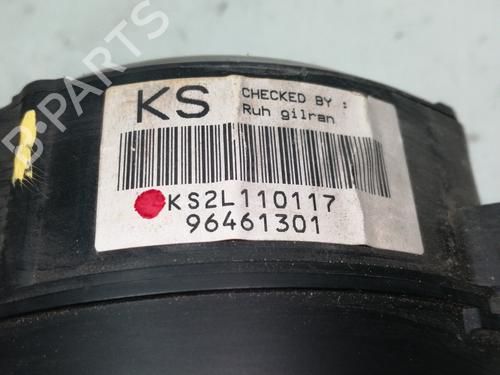 KS
CHECKED BY :
Ruh gilran
KS2L110117
96461301
B-PARTS